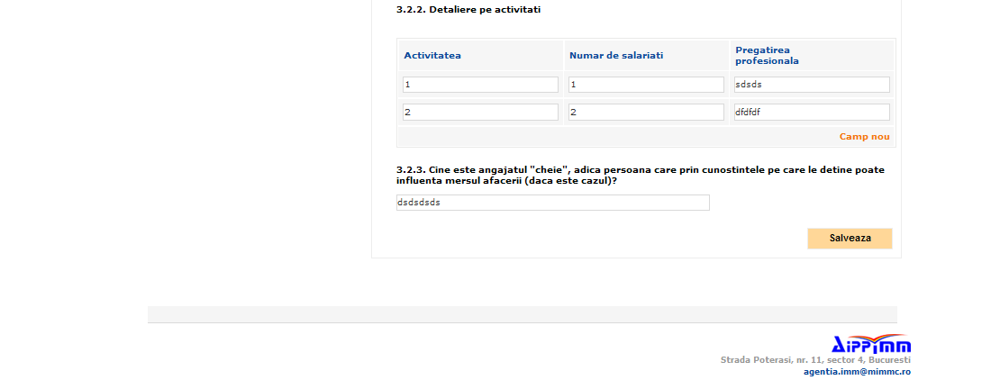 3.2.2. Detaliere pe activitati
Activitatea Numar de salariati Pregatirea profesionala
1 1 sdsds
2 2 dfdfdf
Camp nou
3.2.3. Cine este angajatul "cheie", adica persoana care prin cunostintele pe care le detine poate
influenta mersul afacerii (daca este cazul)?
dsdsdsds
Salveaza
AiPPimm
Strada Poterasi, nr. 11, sector 4, Bucuresti
agentia.imm@mimmc.ro